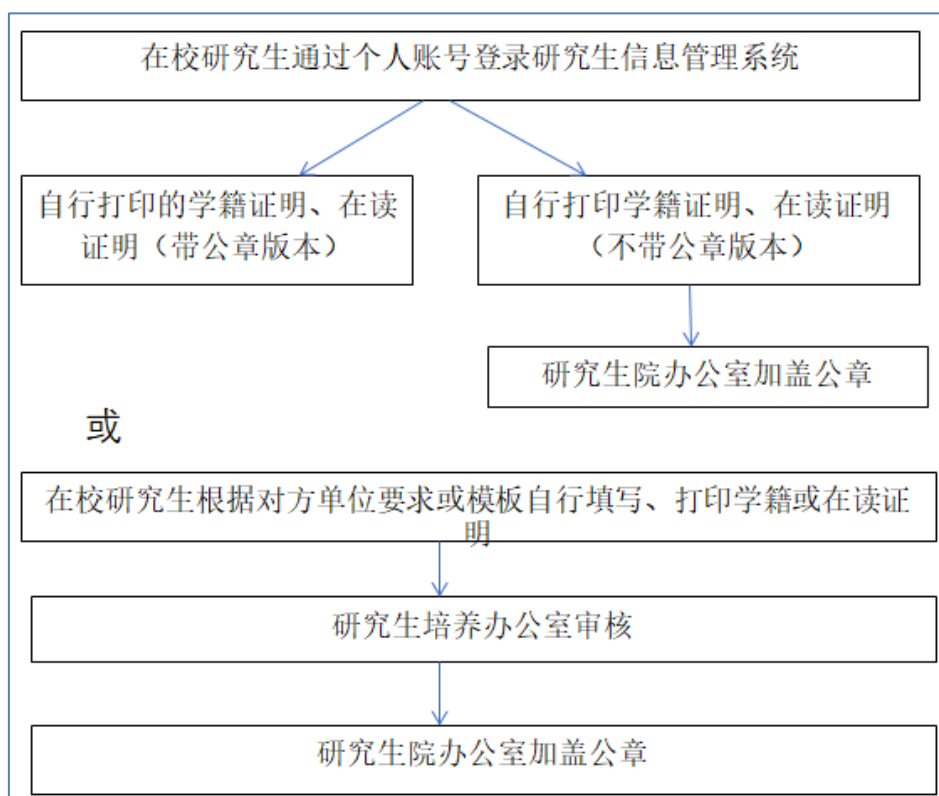 在校研究生通过个人账号登录研究生信息管理系统
自行打印的学籍证明、在读
证明（带公章版本）
自行打印学籍证明、在读证明
（不带公章版本）
研究生院办公室加盖公章
或
在校研究生根据对方单位要求或模板自行填写、打印学籍或在读证
明
研究生培养办公室审核
研究生院办公室加盖公章